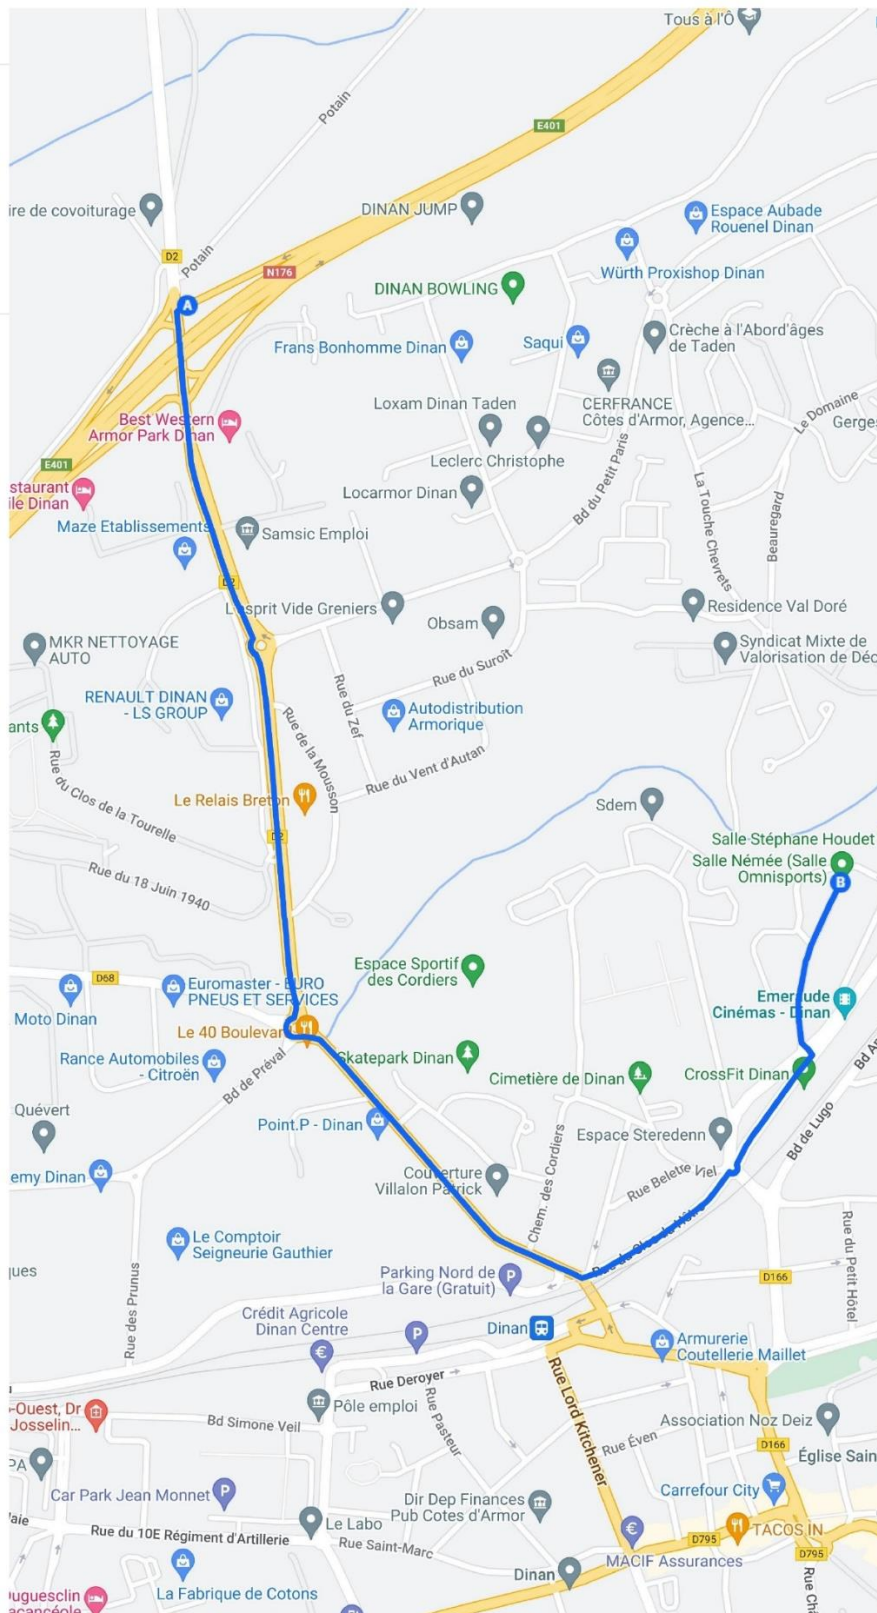 Tous à l'Ô
E401
Potain
ire de covoiturage
DINAN JUMP
Espace Aubade
Rouenel Dinan
D2
Potain
N176
Würth Proxishop Dinan
DINAN BOWLING
A
Frans Bonhomme Dinan
Saqui
Crèche à l'Abord'âges
de Taden
CERFRANCE
Côtes d'Armor, Agence...
Loxam Dinan Taden
Best Western
Armor Park Dinan
Le Domaine
Gerges
Leclerc Christophe
E401
Bd du Petit Paris
staurant
ile Dinan
Locarmor Dinan
La Touche Chevrets
Beauregard
Maze Etablissements
Samsic Emploi
D2
L'esprit Vide Greniers
Obsam
Residence Val Doré
MKR NETTOYAGE
AUTO
Syndicat Mixte de
Valorisation de Déc
Rue du Suroît
RENAULT DINAN
- LS GROUP
Rue du Zef
Autodistribution
Armorique
ants
Rue de la Mousson
Rue du Clos de la Tourelle
Rue du Vent d'Autan
Le Relais Breton
Sdem
D2
Salle Stéphane Houdet
Salle Némée (Salle
Omnisports)
B
Rue du 18 Juin 1940
Espace Sportif
des Cordiers
D68
Euromaster - EURO
PNEUS ET SERVICES
Emeraude
Cinémas - Dinan
Moto Dinan
Le 40 Boulevard
Rance Automobiles
- Citroën
Skatepark Dinan
Bd de Préval
Cimetière de Dinan
CrossFit Dinan
Quévert
Point.P - Dinan
Espace Steredenn
Bd de Lugo
Chem. des Cordiers
emy Dinan
Couverture
Villalon Patrick
Rue Belette Viel
Le Comptoir
Seigneurie Gauthier
Rue du Clos du Hêtre
ques
Rue des Prunus
Parking Nord de
la Gare (Gratuit)
D166
Rue du Petit Hôtel
Crédit Agricole
Dinan Centre
Dinan
Armurerie
Coutellerie Maillet
Rue Deroyer
-Ouest, Dr
Josselin...
Pôle emploi
Rue Pasteur
Rue Lord Kitchener
Bd Simone Veil
Association Noz Deiz
Rue Éven
D166
Église Sain
PA
Car Park Jean Monnet
Dir Dep Finances
Pub Cotes d'Armor
Carrefour City
Le Labo
Rue du 10E Régiment d'Artillerie
Rue Saint-Marc
MACIF Assurances
D795
TACOS IN
D795
La Fabrique de Cotons
Dinan